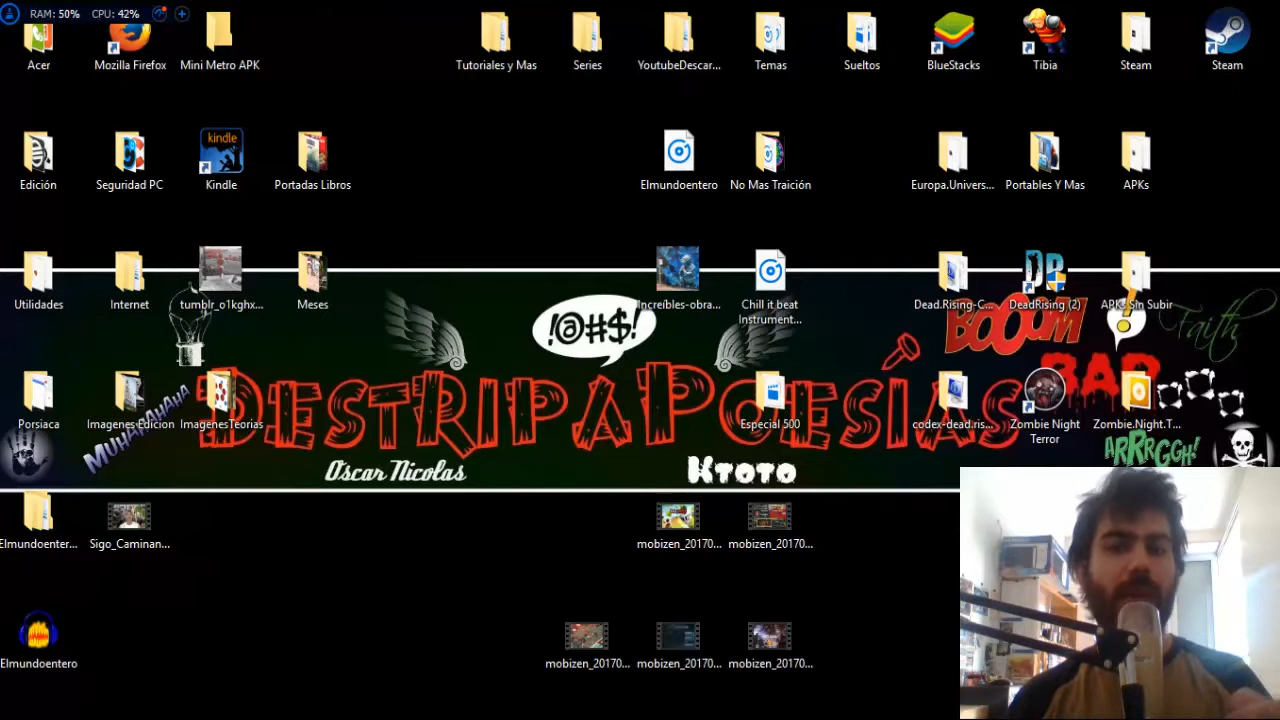 RAM: 50% CPU: 42%
Acer
Mozilla Firefox
Mini Metro APK
Tutoriales y Mas
Series
YoutubeDescar...
Temas
Sueltos
BlueStacks
Tibia
Steam
Steam
Edición
Seguridad PC
kindle
Kindle
Portadas Libros
Elmundoentero
No Mas Traición
Europa.Univers...
Portables Y Mas
APKs
Utilidades
Internet
tumblr_o1kghx...
Meses
Increíbles-obra...
Chill it beat
Instrument...
Dead.Rising-C...
DR
DeadRising (2)
APKs Sin Subir
!@#$!
BOOOM
Faith
DESTRIPAPOESÍAS
BAD
Porsiaca
Imagenes Edicion
ImagenesTeorias
MUHAHAHAHA
Especial 500
codex-dead.ris...
Zombie Night
Terror
Zombie.Night.T...
ARRRGGH!
Oscar Nicolas
Ktoto
Elmundoenter...
Sigo_Caminan...
mobizen_20170...
mobizen_20170...
Elmundoentero
mobizen_20170...
mobizen_20170...
mobizen_20170...